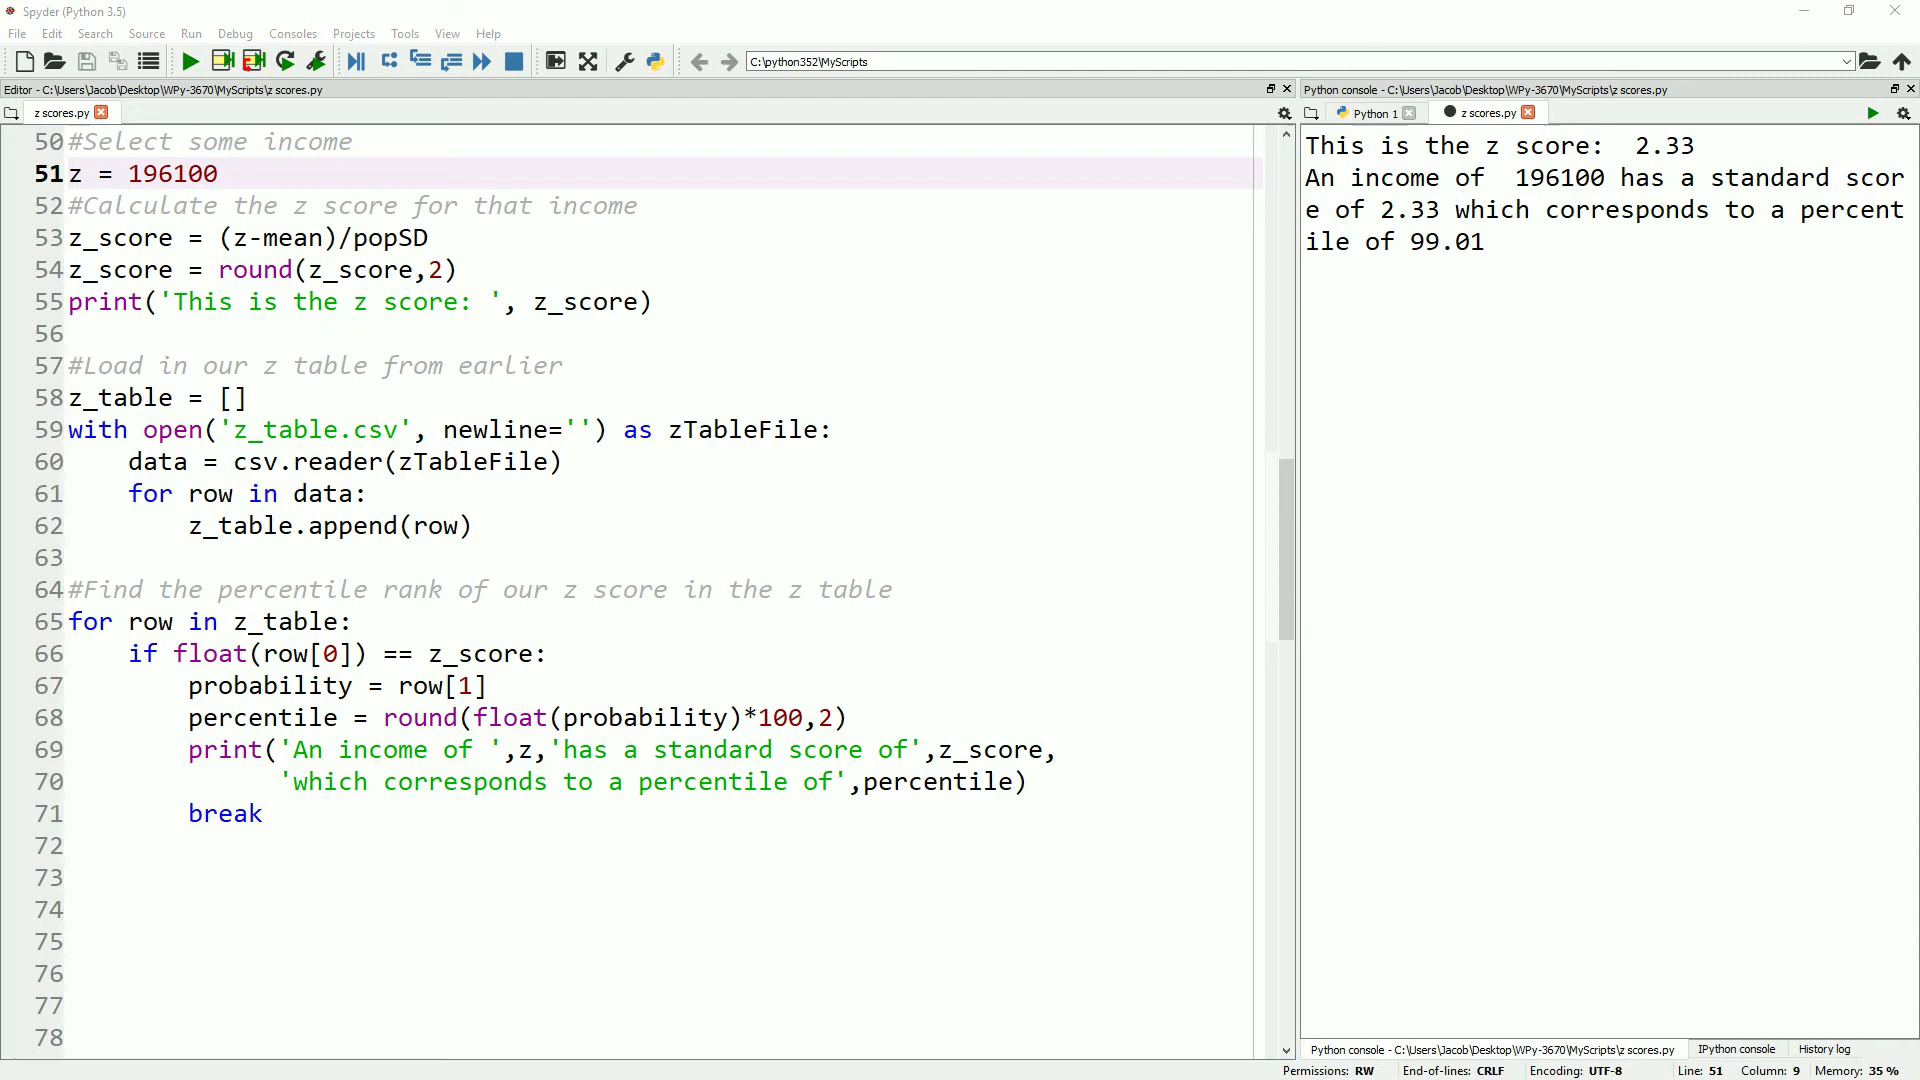 Spyder (Python 3.5)
File Edit Search Source Run Debug Consoles Projects Tools View Help
C:\python352\MyScripts
Editor - C:\Users\Jacob\Desktop\WPy-3670\MyScripts\z scores.py
z scores.py
50 #Select some income
51 z = 196100
52 #Calculate the z score for that income
53 z_score = (z-mean)/popSD
54 z_score = round(z_score,2)
55 print('This is the z score: ', z_score)
56
57 #Load in our z table from earlier
58 z_table = []
59 with open('z_table.csv', newline='') as zTableFile:
60     data = csv.reader(zTableFile)
61     for row in data:
62         z_table.append(row)
63
64 #Find the percentile rank of our z score in the z table
65 for row in z_table:
66     if float(row[0]) == z_score:
67         probability = row[1]
68         percentile = round(float(probability)*100,2)
69         print('An income of ',z,'has a standard score of',z_score,
70               'which corresponds to a percentile of',percentile)
71         break
72
73
74
75
76
77
78
Python console - C:\Users\Jacob\Desktop\WPy-3670\MyScripts\z scores.py
Python 1 z scores.py
This is the z score:  2.33
An income of  196100 has a standard scor
e of 2.33 which corresponds to a percent
ile of 99.01
Python console - C:\Users\Jacob\Desktop\WPy-3670\MyScripts\z scores.py IPython console History log
Permissions: RW End-of-lines: CRLF Encoding: UTF-8 Line: 51 Column: 9 Memory: 35 %